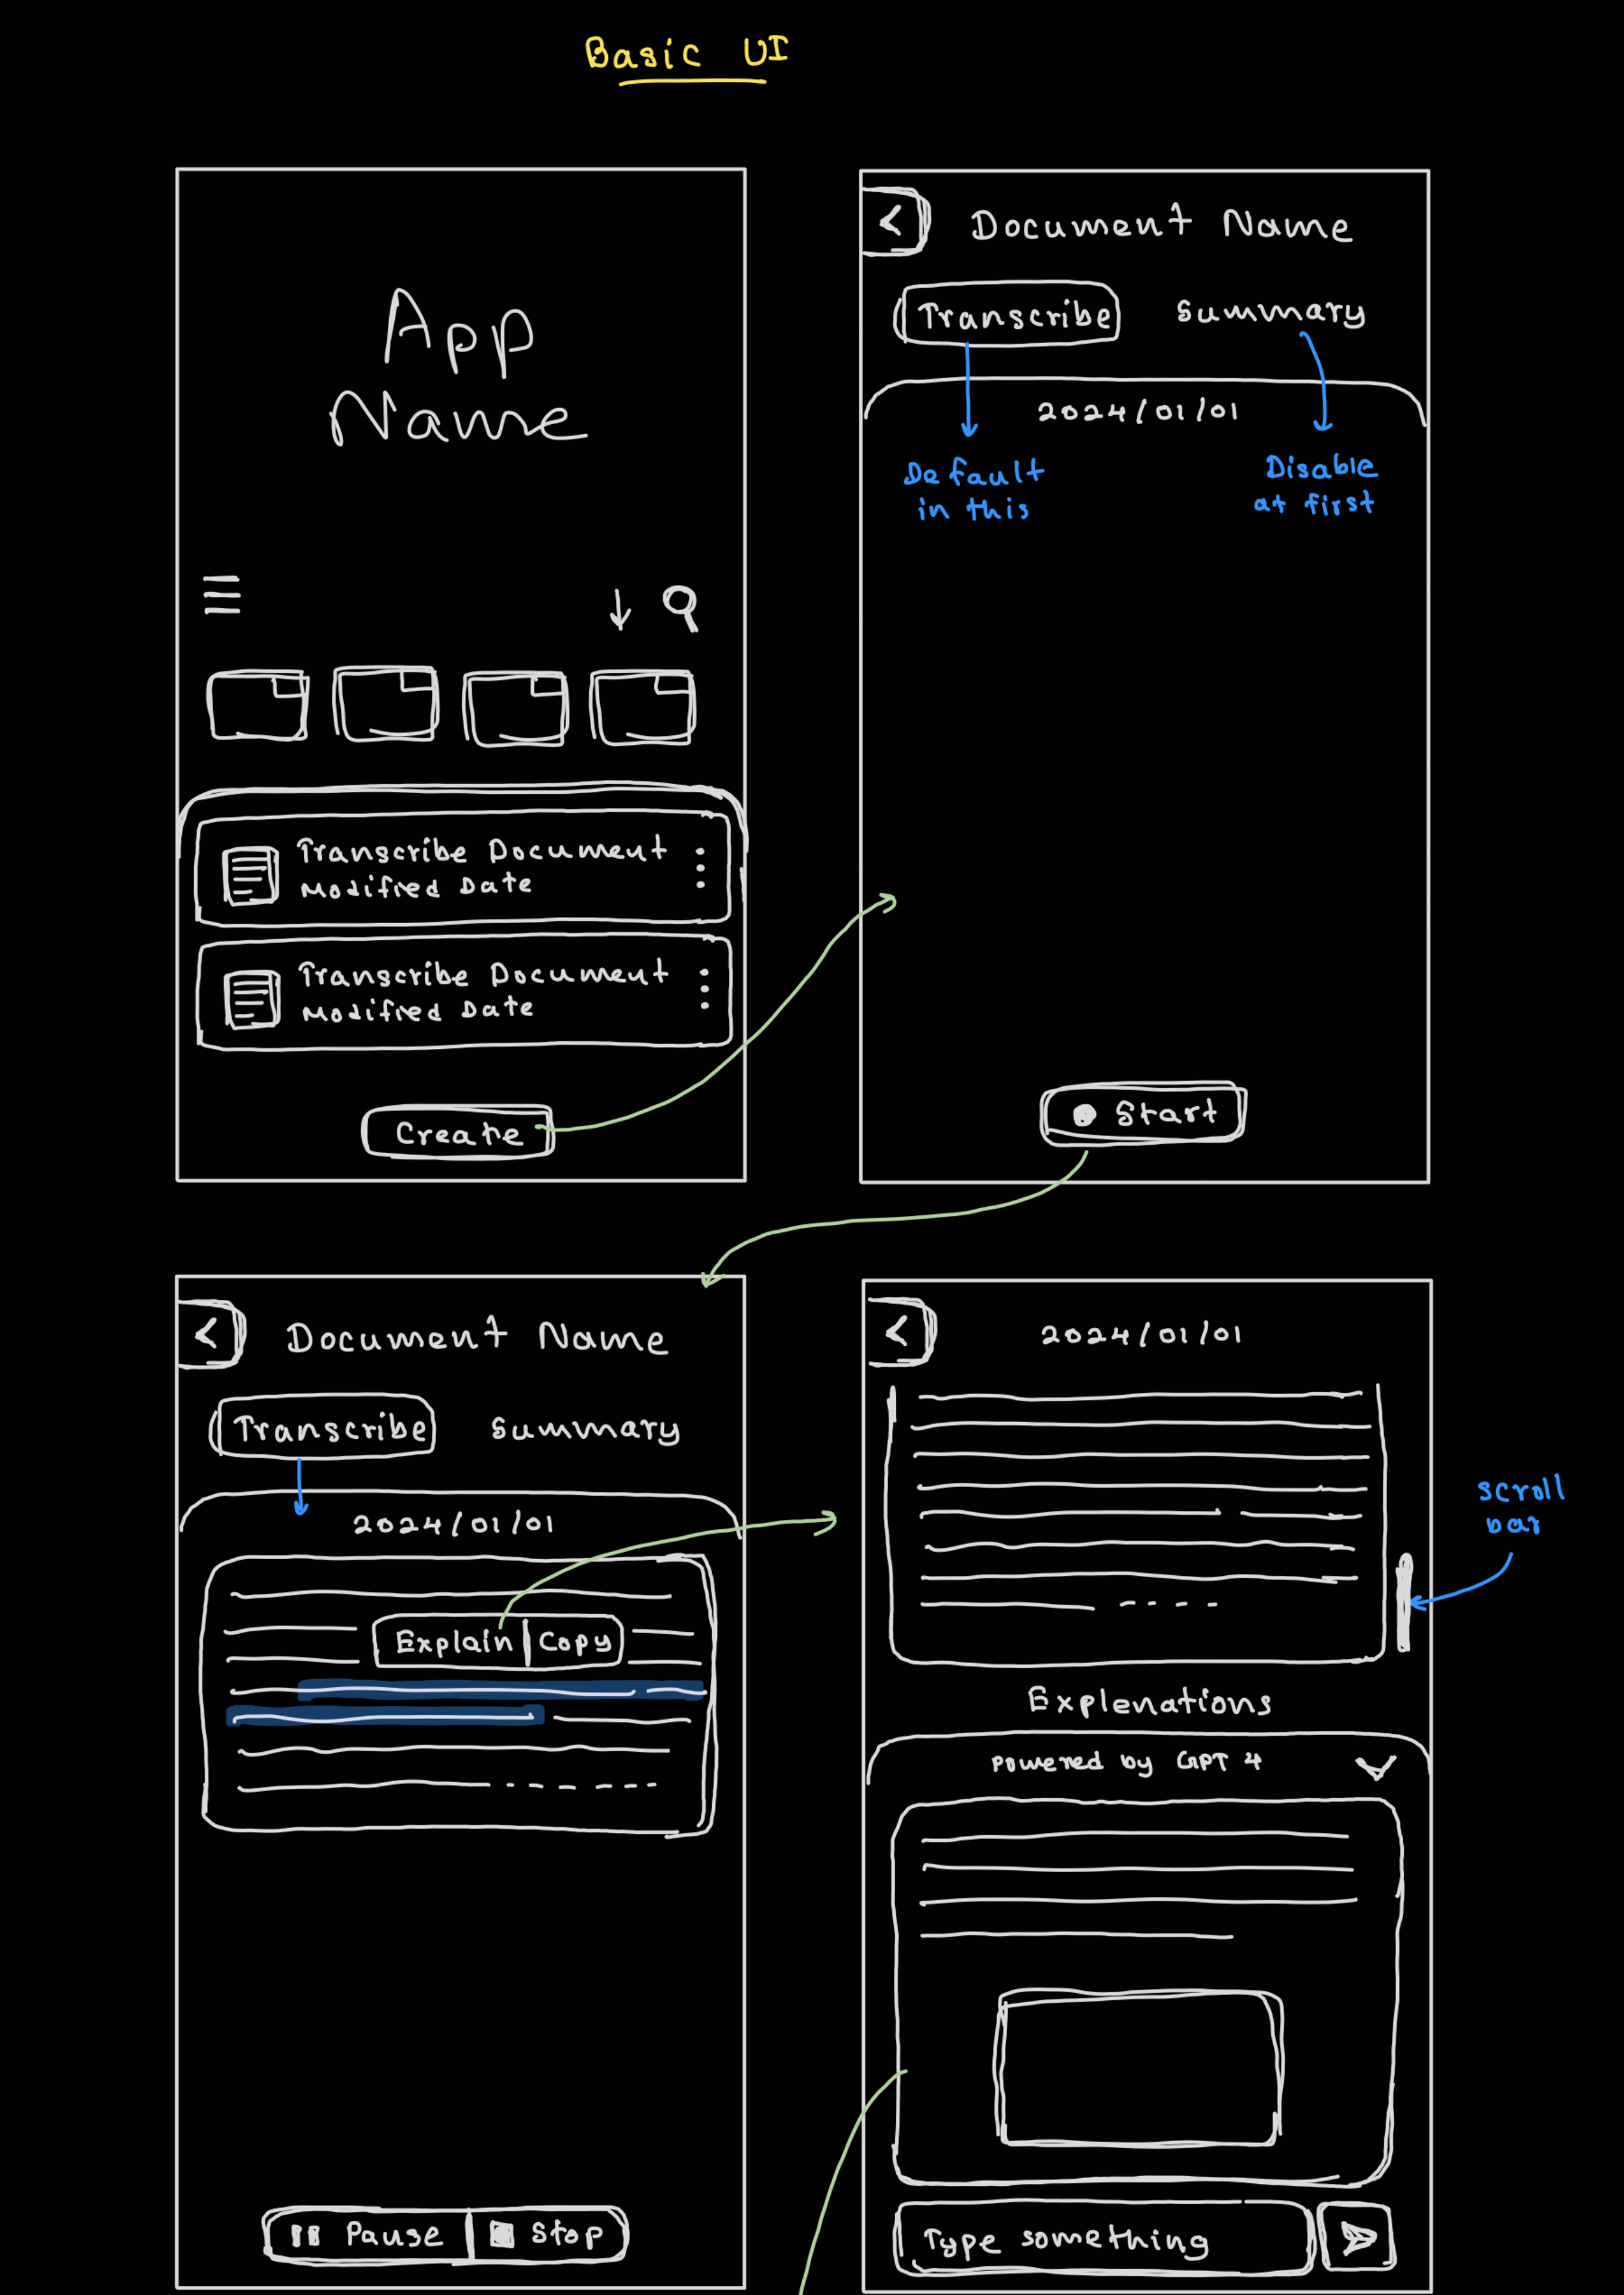 Basic UI
App
Name
Transcribe Document
Modified Date
Transcribe Document
Modified Date
Create
Document Name
Transcribe Summary
2024/01/01
Default
in this
Disable
at first
Start
Document Name
Transcribe Summary
2024/01/01
Explain Copy
Pause Stop
2024/01/01
scroll
bar
Explenations
Powered by GPT 4
Type something